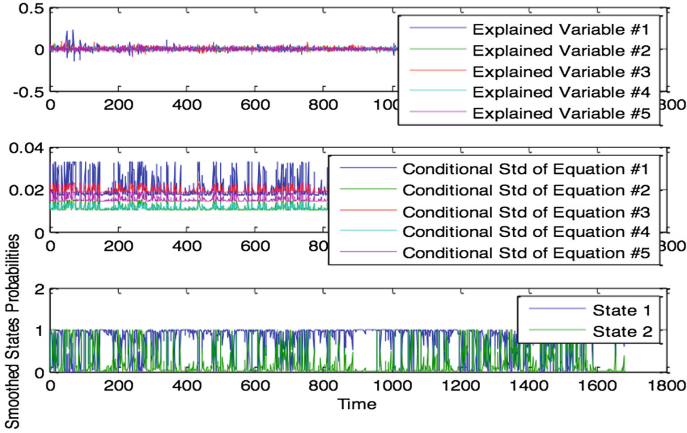 0.5
0
-0.5
0 200 400 600 800 100 800
Explained Variable #1
Explained Variable #2
Explained Variable #3
Explained Variable #4
Explained Variable #5
0.04
0.02
0
0 200 400 600 80 800
Conditional Std of Equation #1
Conditional Std of Equation #2
Conditional Std of Equation #3
Conditional Std of Equation #4
Conditional Std of Equation #5
Smoothed States Probabilities
2
1
0
0 200 400 600 800 1000 1200 1400 1600 1800
State 1
State 2
Time